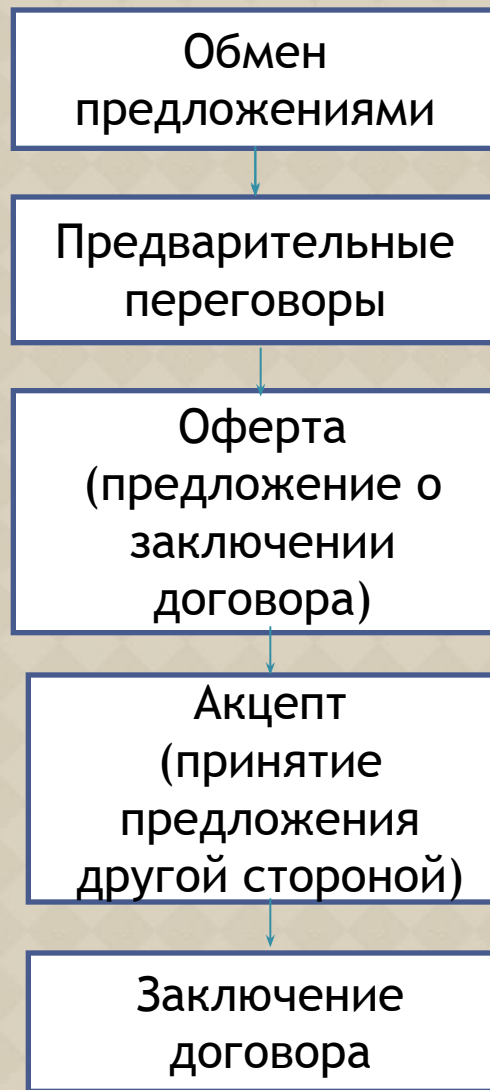 Обмен
предложениями
Предварительные
переговоры
Оферта
(предложение о
заключении
договора)
Акцепт
(принятие
предложения
другой стороной)
Заключение
договора